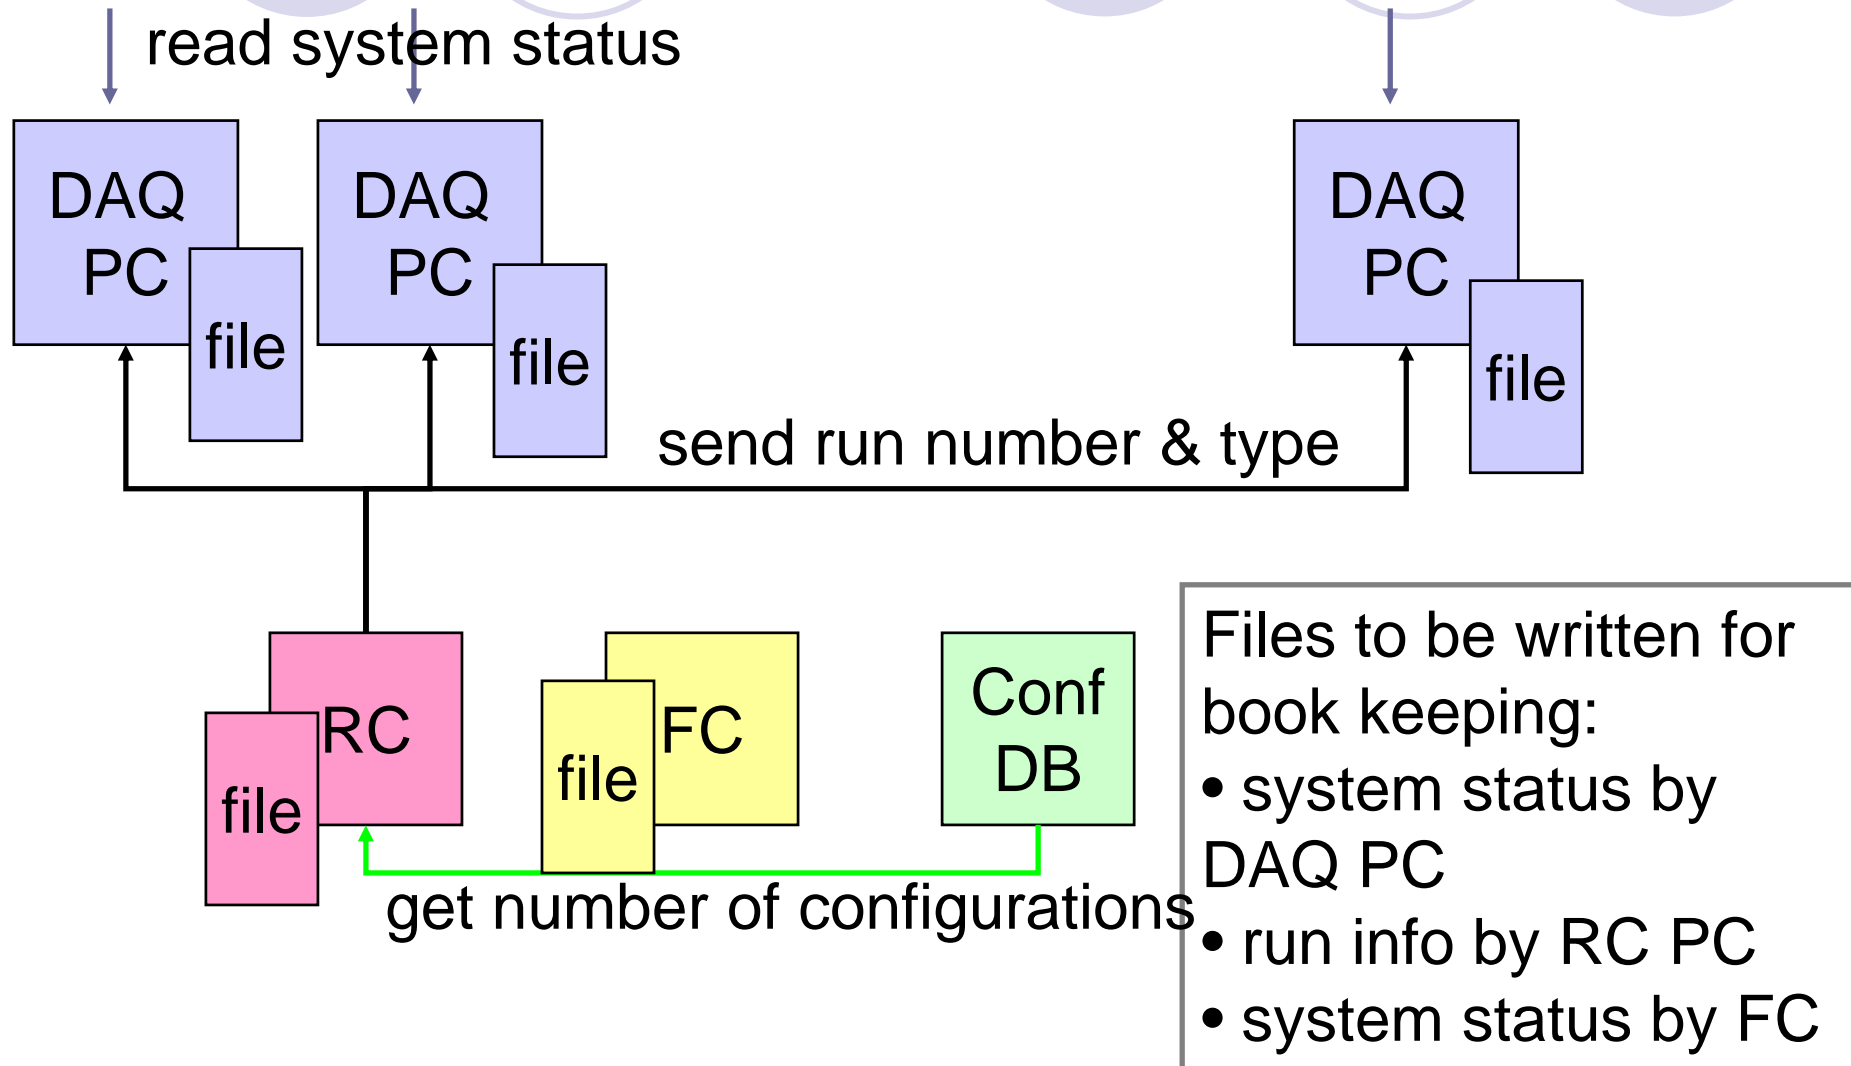 read system status
DAQ
PC
file
DAQ
PC
file
DAQ
PC
file
send run number & type
RC
file
FC
file
Conf
DB
get number of configurations
Files to be written for
book keeping:
• system status by
DAQ PC
• run info by RC PC
• system status by FC